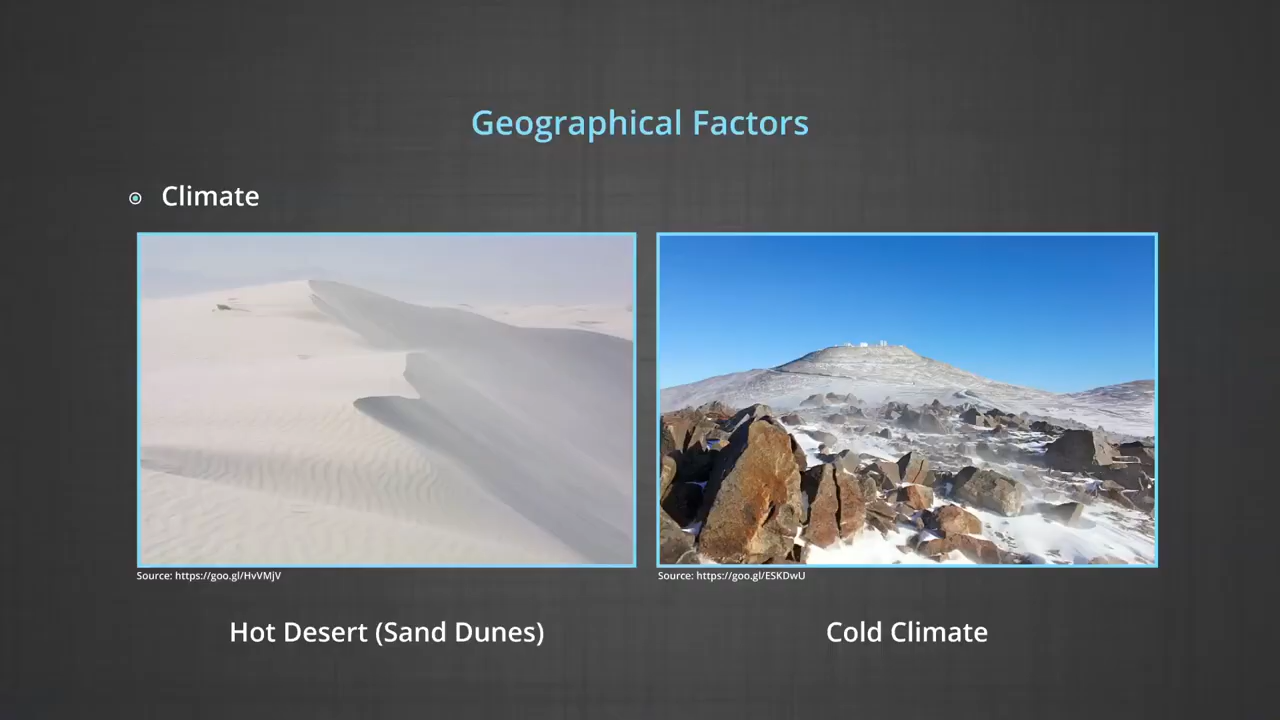 Geographical Factors
Climate
Source: https://goo.gl/HvVMjV
Source: https://goo.gl/ESKDwU
Hot Desert (Sand Dunes)
Cold Climate